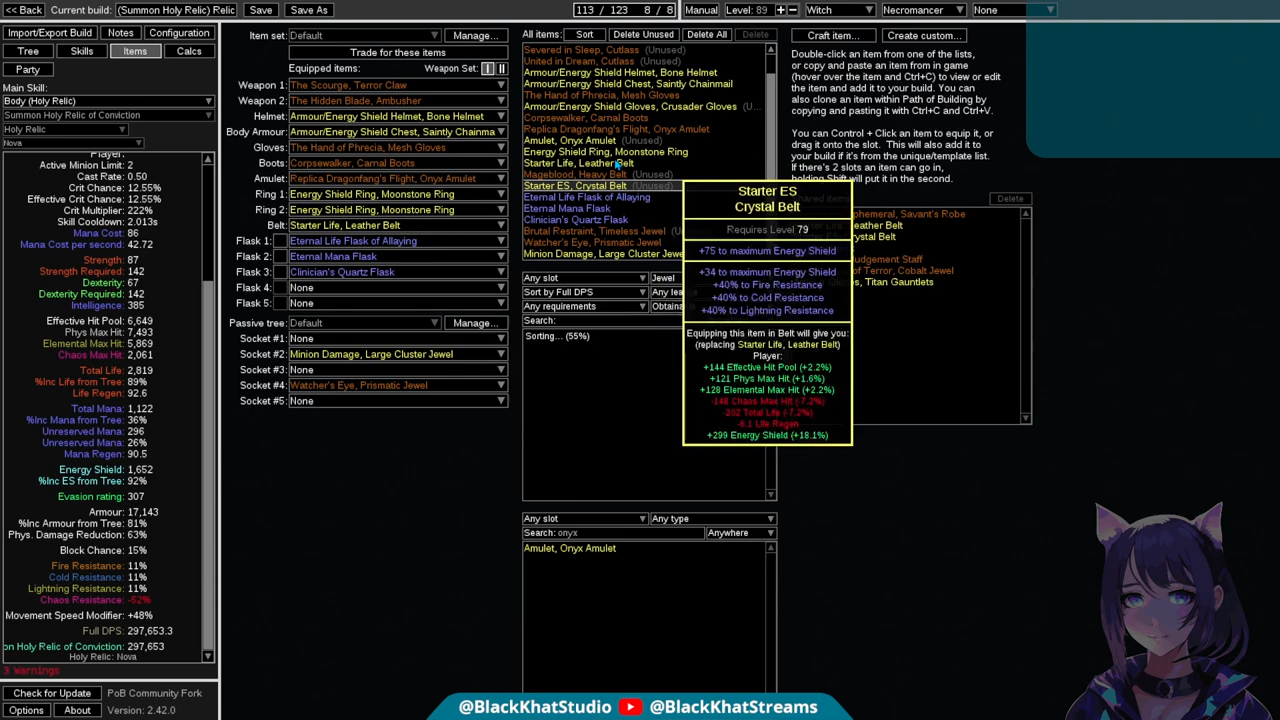 << Back
Current build:
(Summon Holy Relic) Relic
Save
Save As
113 / 123    8 / 8
Manual
Level: 89
+
−
Witch
Necromancer
None
Import/Export Build
Notes
Configuration
Tree
Skills
Items
Calcs
Party
Main Skill:
Body (Holy Relic)
Summon Holy Relic of Conviction
Holy Relic
Nova
Player:
Active Minion Limit: 2
Cast Rate: 0.50
Crit Chance: 12.55%
Effective Crit Chance: 12.55%
Crit Multiplier: 222%
Skill Cooldown: 2.013s
Mana Cost: 86
Mana Cost per second: 42.72
Strength: 87
Strength Required: 142
Dexterity: 67
Dexterity Required: 142
Intelligence: 385
Effective Hit Pool: 6,649
Phys Max Hit: 7,493
Elemental Max Hit: 5,869
Chaos Max Hit: 2,061
Total Life: 2,819
%Inc Life from Tree: 89%
Life Regen: 92.6
Total Mana: 1,122
%Inc Mana from Tree: 36%
Unreserved Mana: 296
Unreserved Mana: 26%
Mana Regen: 90.5
Energy Shield: 1,652
%Inc ES from Tree: 92%
Evasion rating: 307
Armour: 17,143
%Inc Armour from Tree: 81%
Phys. Damage Reduction: 63%
Block Chance: 15%
Fire Resistance: 11%
Cold Resistance: 11%
Lightning Resistance: 11%
Chaos Resistance: -52%
Movement Speed Modifier: +48%
Full DPS: 297,653.3
on Holy Relic of Conviction: 297,653
Holy Relic: Nova
3 Warnings
Check for Update
PoB Community Fork
Options
About
Version: 2.42.0
Item set:
Default
Manage...
Trade for these items
Equipped items:
Weapon Set:
I
II
Weapon 1: The Scourge, Terror Claw
Weapon 2: The Hidden Blade, Ambusher
Helmet: Armour/Energy Shield Helmet, Bone Helmet
Body Armour: Armour/Energy Shield Chest, Saintly Chainma
Gloves: The Hand of Phrecia, Mesh Gloves
Boots: Corpsewalker, Carnal Boots
Amulet: Replica Dragonfang's Flight, Onyx Amulet
Ring 1: Energy Shield Ring, Moonstone Ring
Ring 2: Energy Shield Ring, Moonstone Ring
Belt: Starter Life, Leather Belt
Flask 1: Eternal Life Flask of Allaying
Flask 2: Eternal Mana Flask
Flask 3: Clinician's Quartz Flask
Flask 4: None
Flask 5: None
Passive tree: Default
Manage...
Socket #1: None
Socket #2: Minion Damage, Large Cluster Jewel
Socket #3: None
Socket #4: Watcher's Eye, Prismatic Jewel
Socket #5: None
All items:
Sort
Delete Unused
Delete All
Delete
Severed in Sleep, Cutlass (Unused)
United in Dream, Cutlass (Unused)
Armour/Energy Shield Helmet, Bone Helmet
Armour/Energy Shield Chest, Saintly Chainmail
The Hand of Phrecia, Mesh Gloves
Armour/Energy Shield Gloves, Crusader Gloves (U...
Corpsewalker, Carnal Boots
Replica Dragonfang's Flight, Onyx Amulet
Amulet, Onyx Amulet (Unused)
Energy Shield Ring, Moonstone Ring
Starter Life, Leather Belt
Mageblood, Heavy Belt (Unused)
Starter ES, Crystal Belt (Unused)
Eternal Life Flask of Allaying
Eternal Mana Flask
Clinician's Quartz Flask
Brutal Restraint, Timeless Jewel (Unused)
Watcher's Eye, Prismatic Jewel
Minion Damage, Large Cluster Jewe
Any slot
Jewel
Sort by Full DPS
Any lea
Any requirements
Obtaina
Search:
Sorting... (55%)
Any slot
Any type
Search: onyx
Anywhere
Amulet, Onyx Amulet
Starter ES
Crystal Belt
Requires Level 79
+75 to maximum Energy Shield
+34 to maximum Energy Shield
+40% to Fire Resistance
+40% to Cold Resistance
+40% to Lightning Resistance
Equipping this item in Belt will give you:
(replacing Starter Life, Leather Belt)
Player:
+144 Effective Hit Pool (+2.2%)
+121 Phys Max Hit (+1.6%)
+128 Elemental Max Hit (+2.2%)
-148 Chaos Max Hit (-7.2%)
-202 Total Life (-7.2%)
-6.1 Life Regen
+299 Energy Shield (+18.1%)
Craft item...
Create custom...
Double-click an item from one of the lists,
or copy and paste an item from in game
(hover over the item and Ctrl+C) to view or edit
the item and add it to your build. You can
also clone an item within Path of Building by
copying and pasting it with Ctrl+C and Ctrl+V.
You can Control + Click an item to equip it, or
drag it onto the slot. This will also add it to
your build if it's from the unique/template list.
If there's 2 slots an item can go in,
holding Shift will put it in the second.
Delete
phemeral, Savant's Robe
eather Belt
ystal Belt
udgement Staff
of Terror, Cobalt Jewel
, Titan Gauntlets
@BlackKhatStudio
@BlackKhatStreams